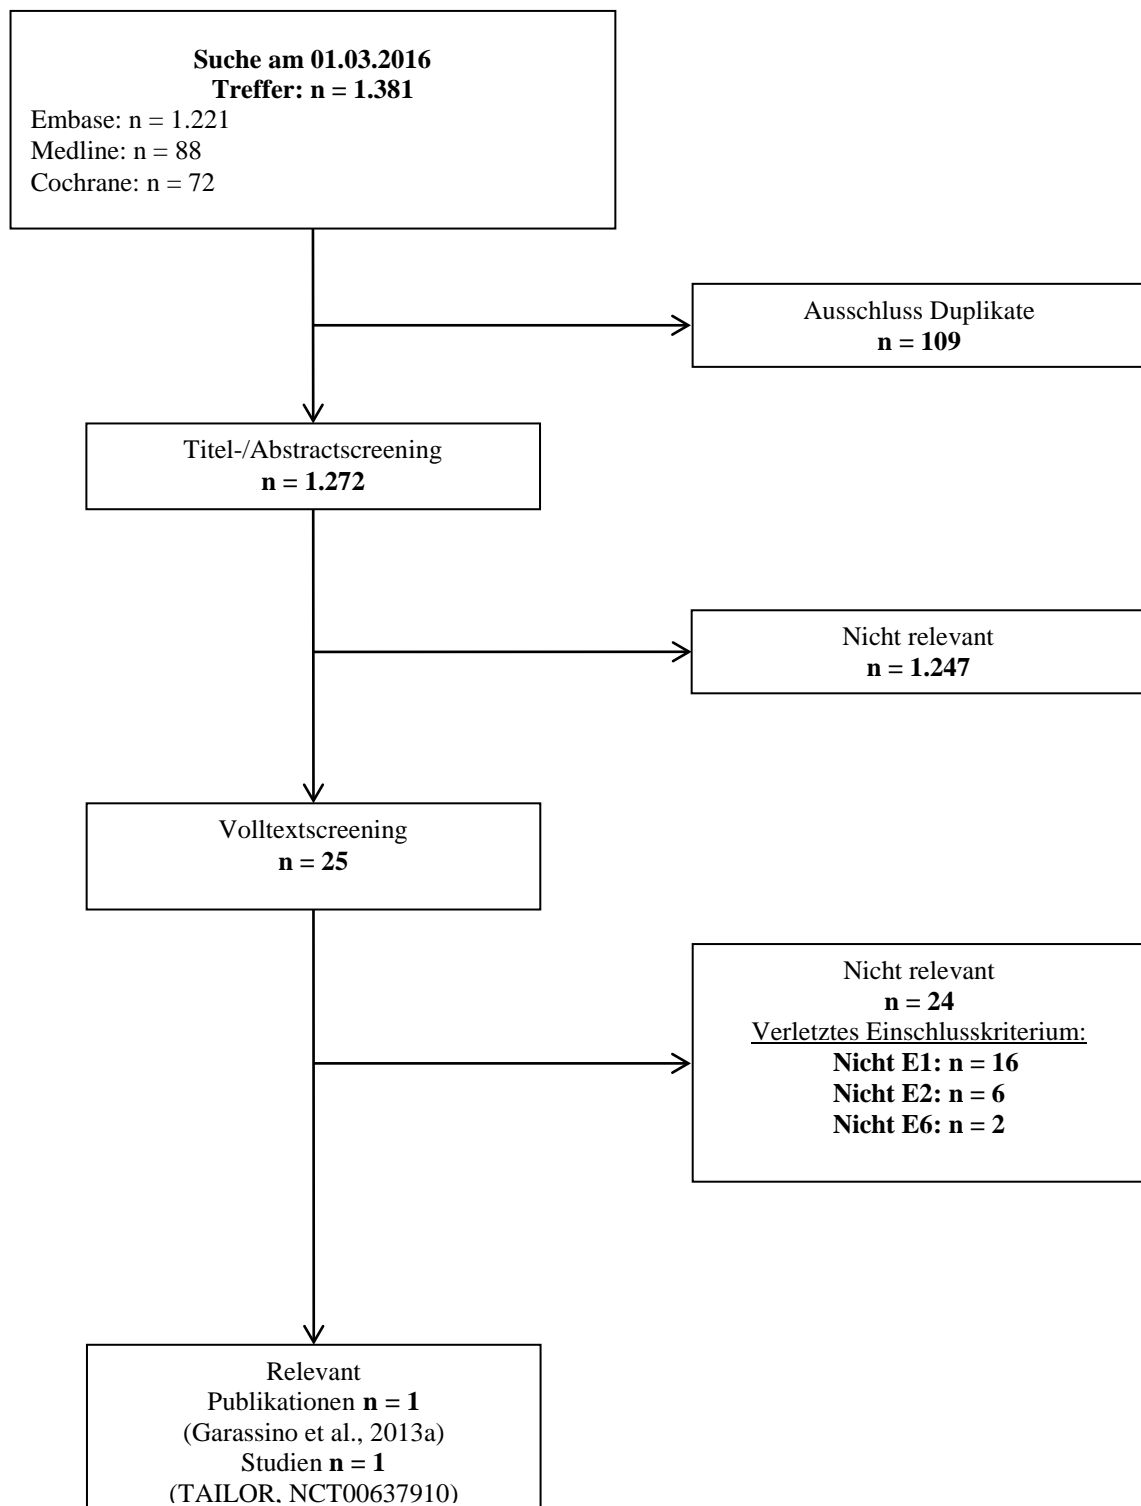 Suche am 01.03.2016
Treffer: n = 1.381
Embase: n = 1.221
Medline: n = 88
Cochrane: n = 72
Ausschluss Duplikate
n = 109
Titel-/Abstractscreening
n = 1.272
Nicht relevant
n = 1.247
Volltextscreening
n = 25
Nicht relevant
n = 24
Verletztes Einschlusskriterium:
Nicht E1: n = 16
Nicht E2: n = 6
Nicht E6: n = 2
Relevant
Publikationen n = 1
(Garassino et al., 2013a)
Studien n = 1
(TAILOR, NCT00637910)